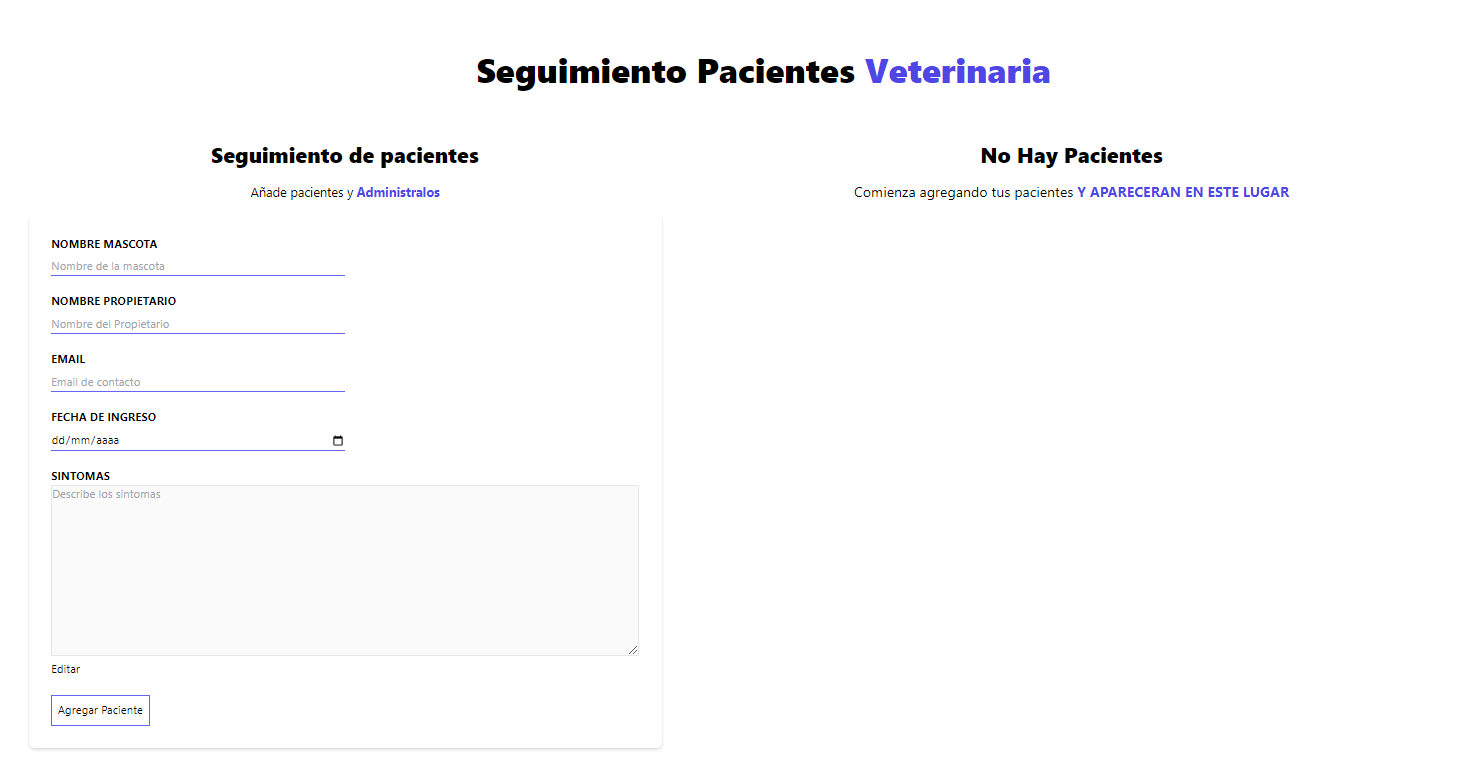 Seguimiento Pacientes Veterinaria
Seguimiento de pacientes
Añade pacientes y Administralos
NOMBRE MASCOTA
Nombre de la mascota
NOMBRE PROPIETARIO
Nombre del Propietario
EMAIL
Email de contacto
FECHA DE INGRESO
dd/mm/aaaa
SINTOMAS
Describe los sintomas
Editar
Agregar Paciente
No Hay Pacientes
Comienza agregando tus pacientes Y APARECERAN EN ESTE LUGAR